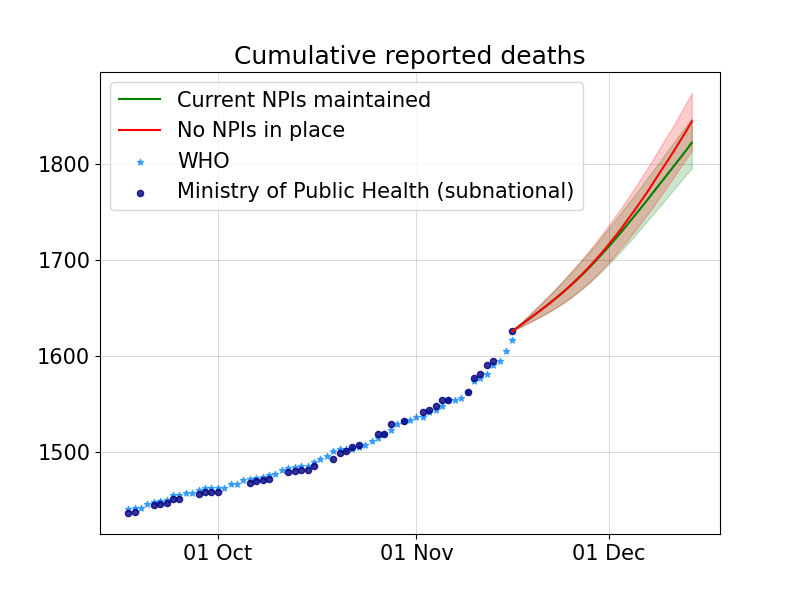 Cumulative reported deaths
Current NPIs maintained
No NPIs in place
WHO
Ministry of Public Health (subnational)
1800
1700
1600
1500
01 Oct
01 Nov
01 Dec